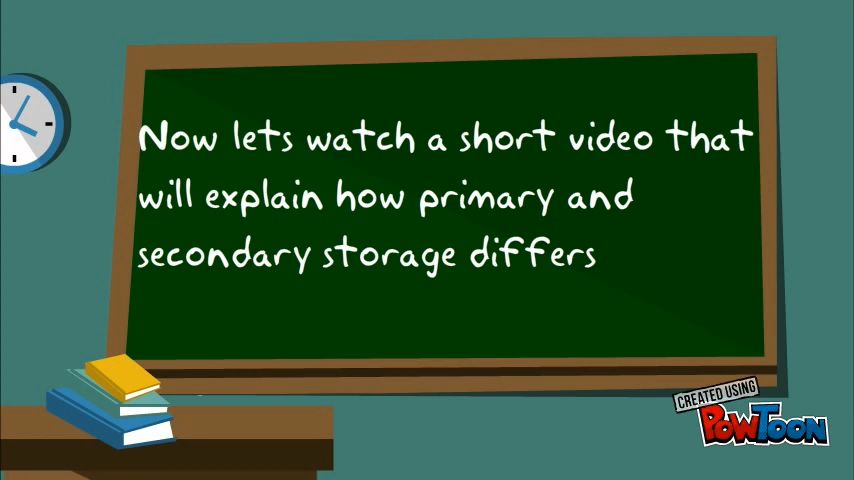 Now lets watch a short video that
will explain how primary and
secondary storage differs
CREATED USING
POWTOON